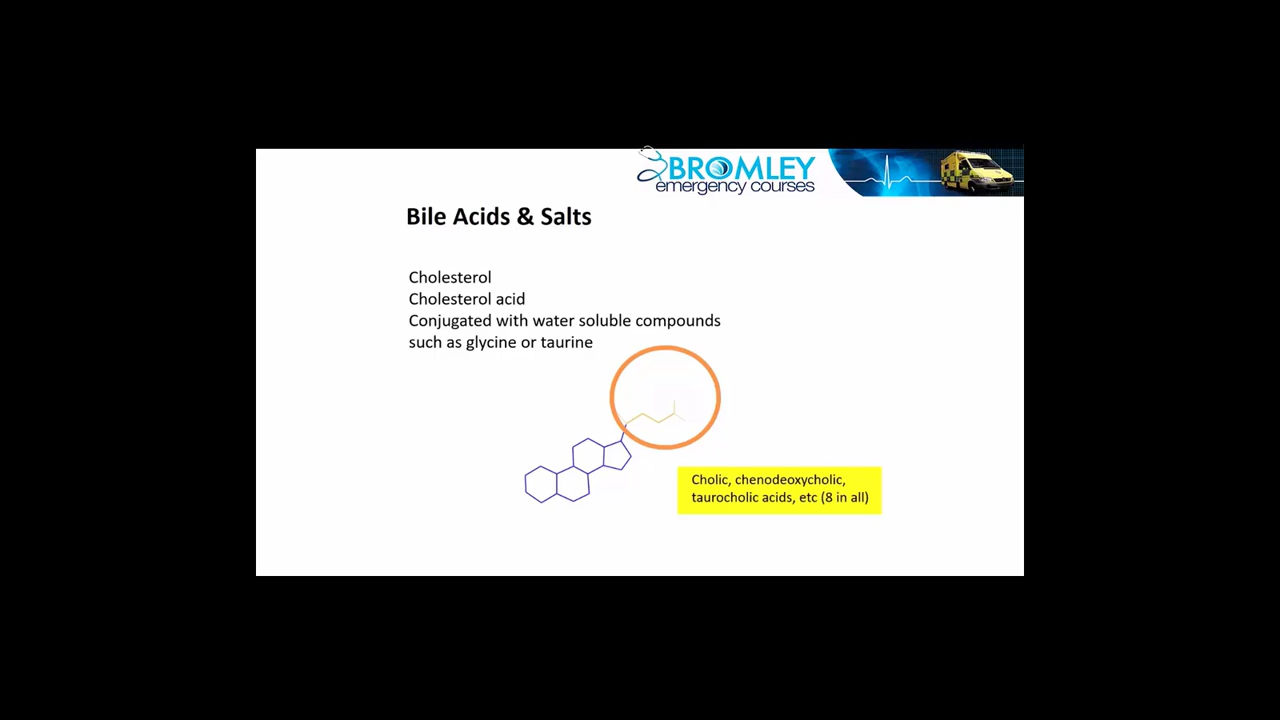 BROMLEY
emergency courses
Bile Acids & Salts
Cholesterol
Cholesterol acid
Conjugated with water soluble compounds
such as glycine or taurine
Cholic, chenodeoxycholic,
taurocholic acids, etc (8 in all)